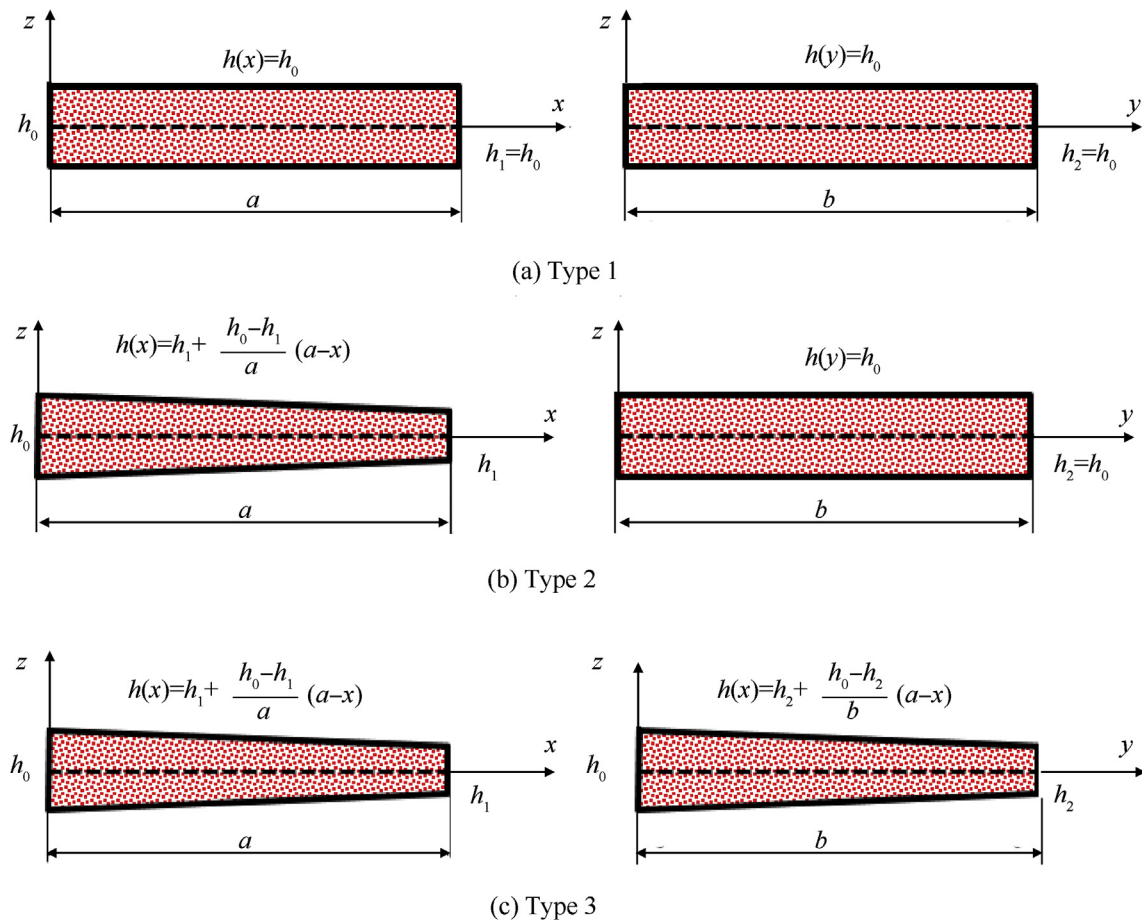 z z
h(x)=h₀ h(y)=h₀
x y
h₀
h₁=h₀ h₂=h₀
a b
(a) Type 1
z z
h(x)=h₁+ (h₀–h₁)/a (a–x) h(y)=h₀
x y
h₀
h₁ h₂=h₀
a b
(b) Type 2
z z
h(x)=h₁+ (h₀–h₁)/a (a–x) h(x)=h₂+ (h₀–h₂)/b (a–x)
x y
h₀ h₀
h₁ h₂
a b
(c) Type 3